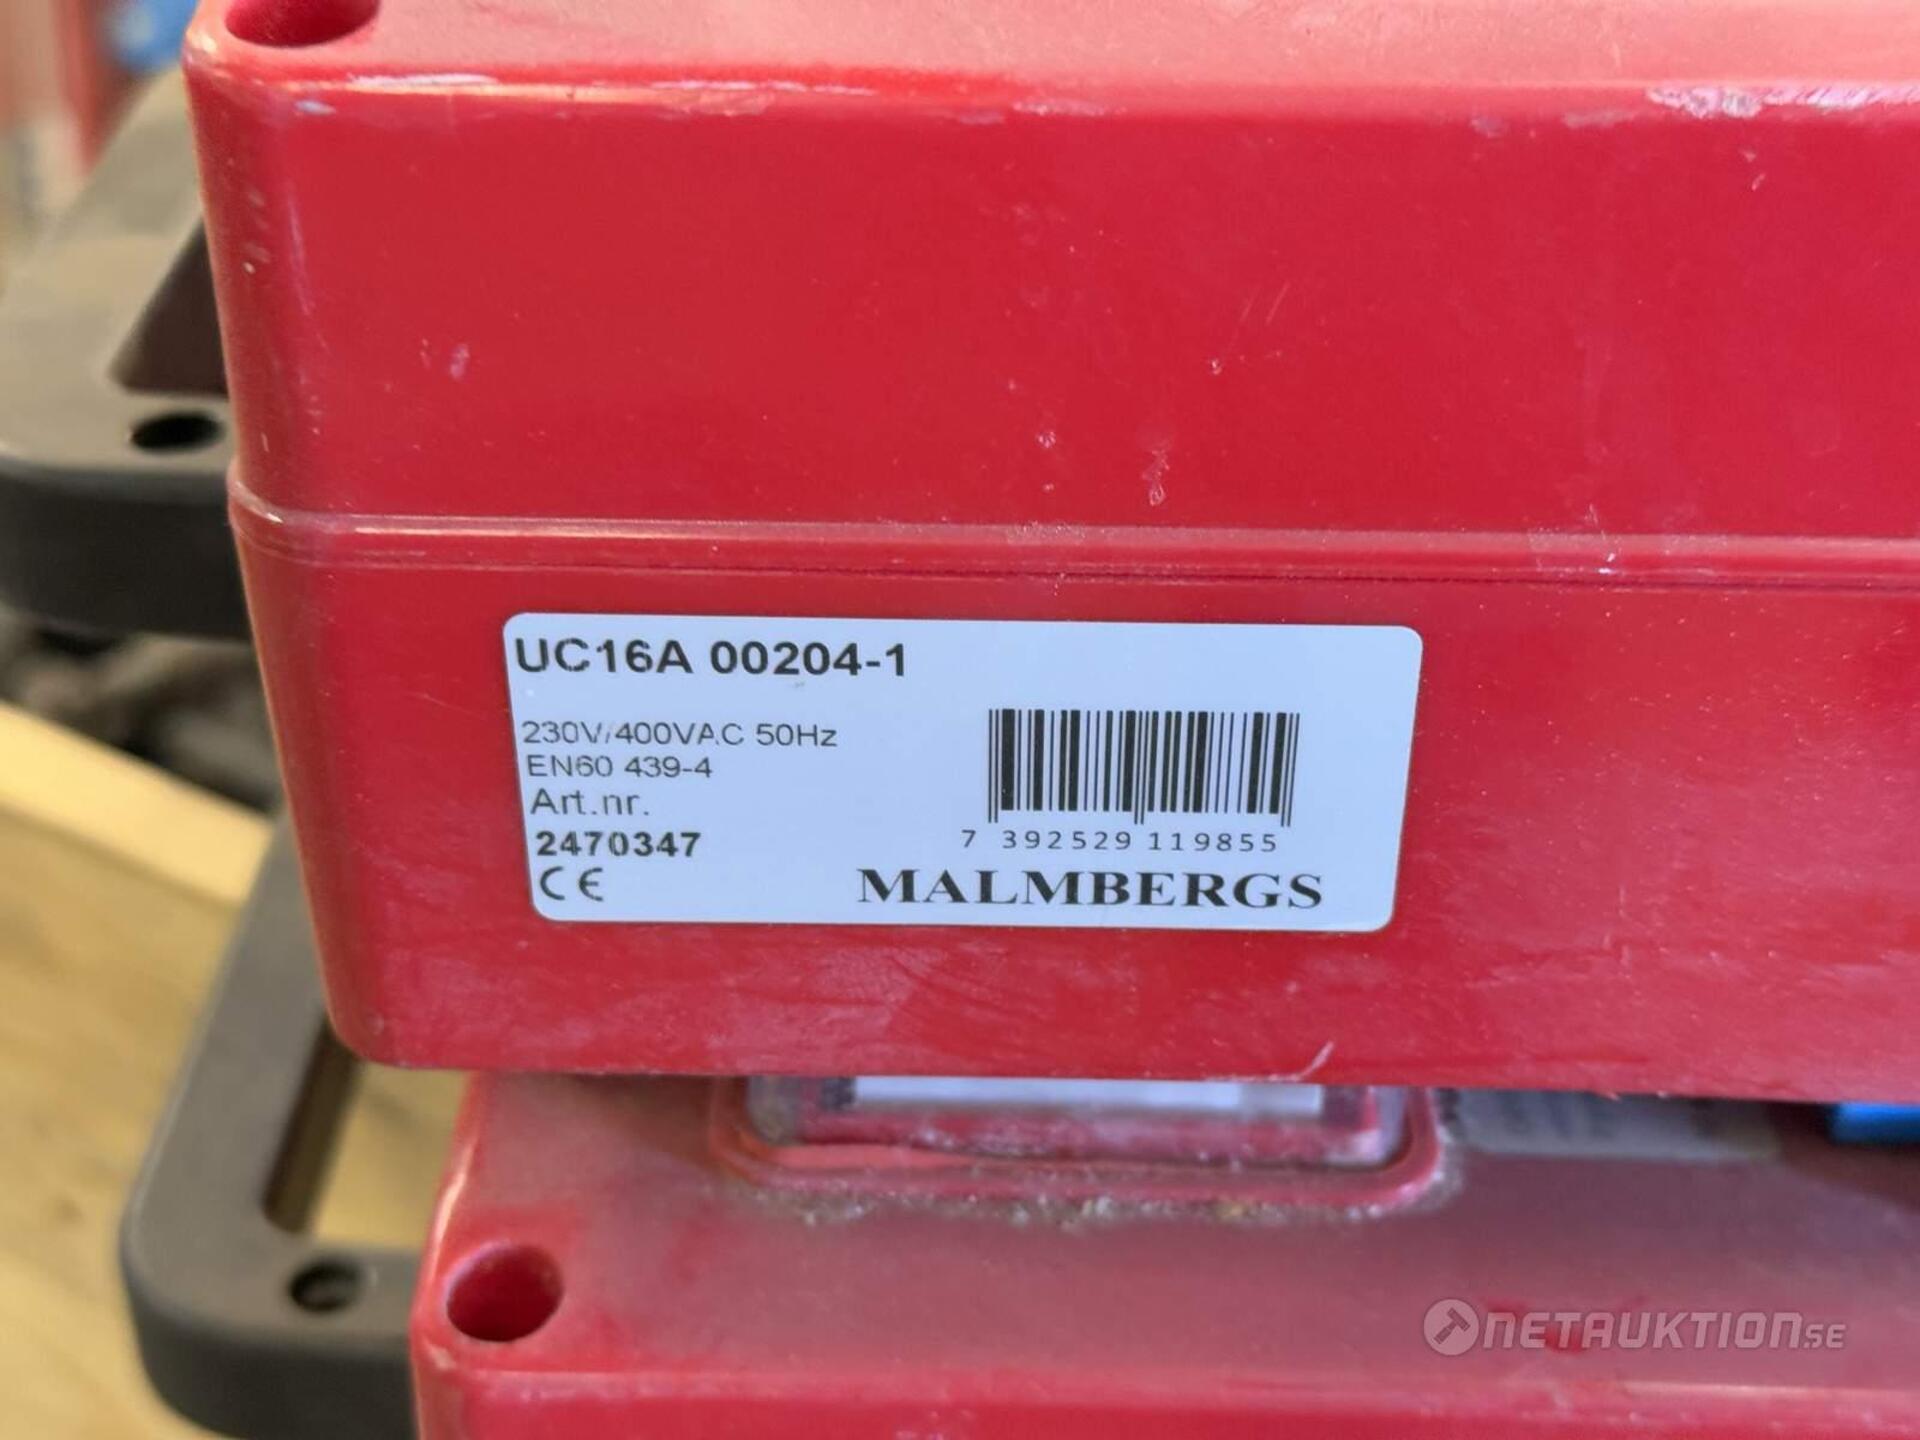 UC16A 00204-1
230V/400VAC 50Hz
EN60 439-4
Art.nr.
2470347
CE
7 392529 119855
MALMBERGS
NETAUKTION.SE